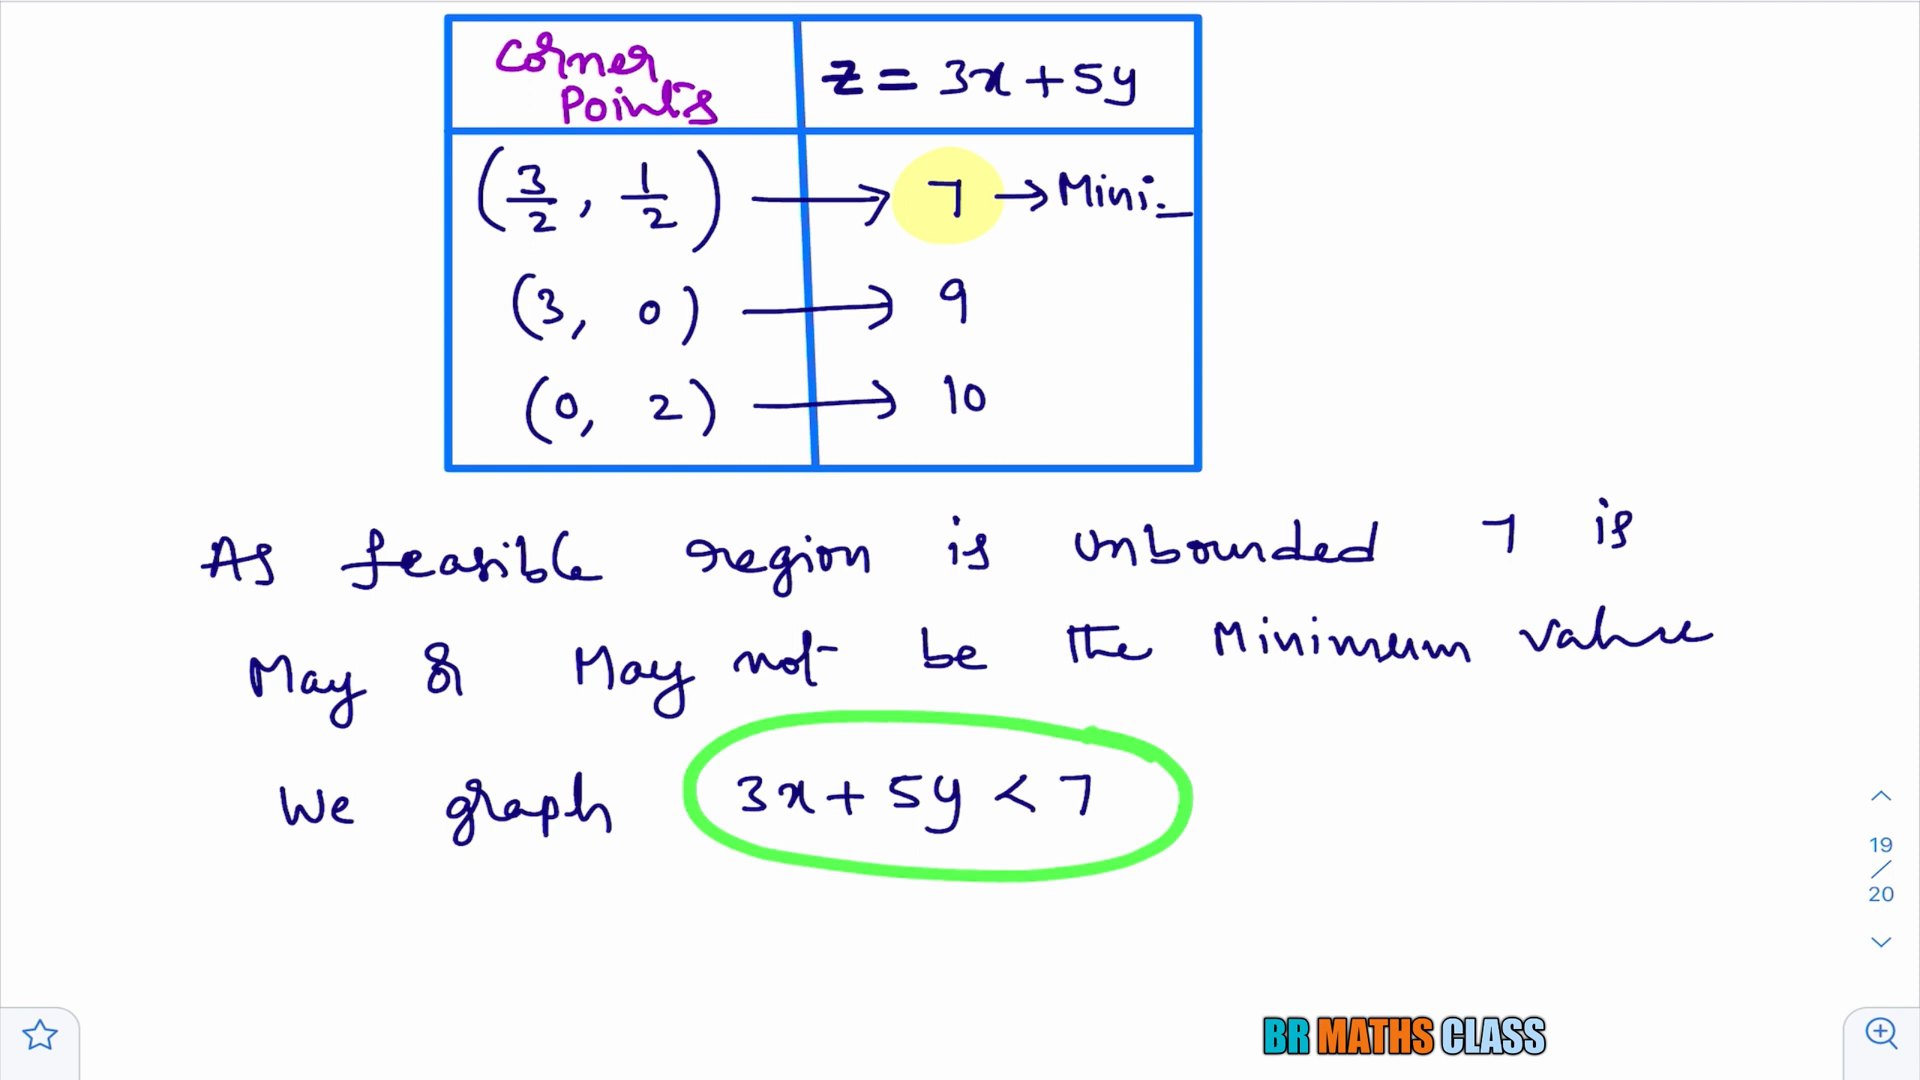 Corner Points
z = 3x + 5y
(3/2, 1/2) → 7 → Mini.
(3, 0) → 9
(0, 2) → 10
As feasible region is unbounded 7 is
May or May not be the Minimum value
We graph 3x + 5y < 7
19
/
20
BR MATHS CLASS